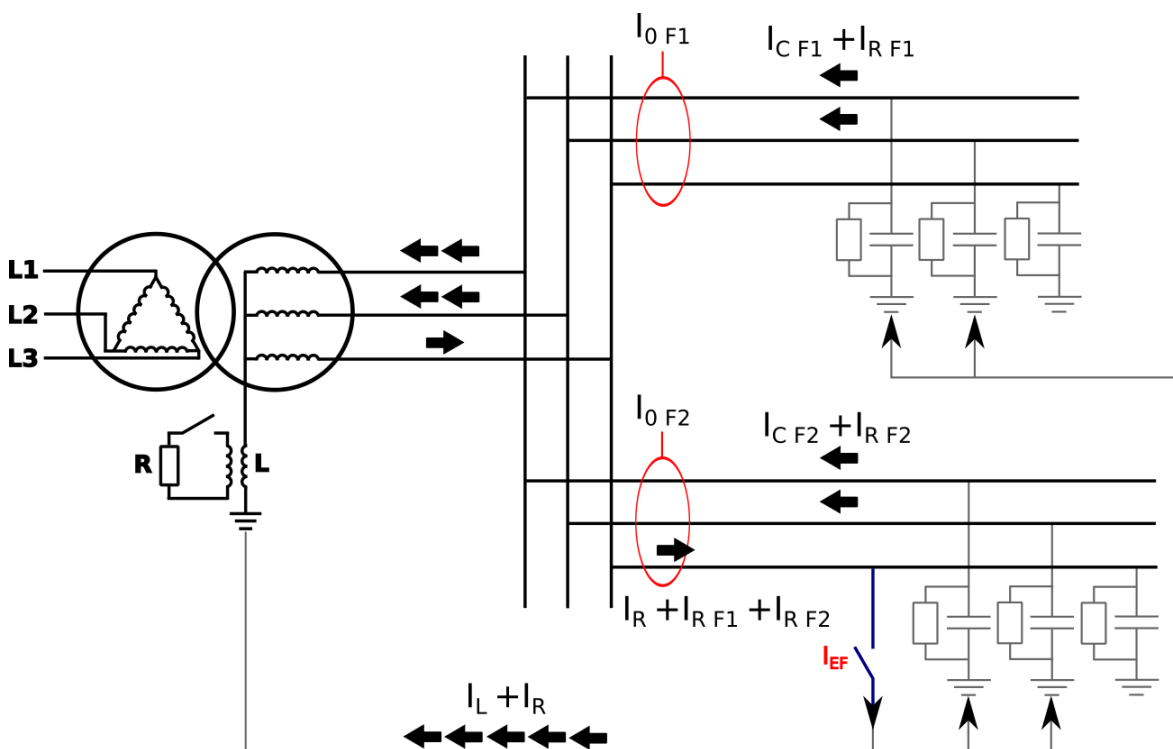 I0 F1
IC F1 + IR F1
L1
L2
L3
R
L
I0 F2
IC F2 + IR F2
IR + IR F1 + IR F2
IEF
IL + IR